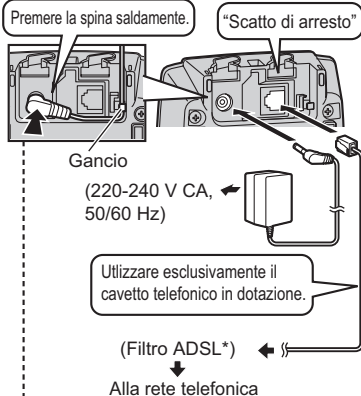 Premere la spina saldamente.
“Scatto di arresto”
Gancio
(220-240 V CA,
50/60 Hz)
Utlizzare esclusivamente il
cavetto telefonico in dotazione.
(Filtro ADSL*)
Alla rete telefonica